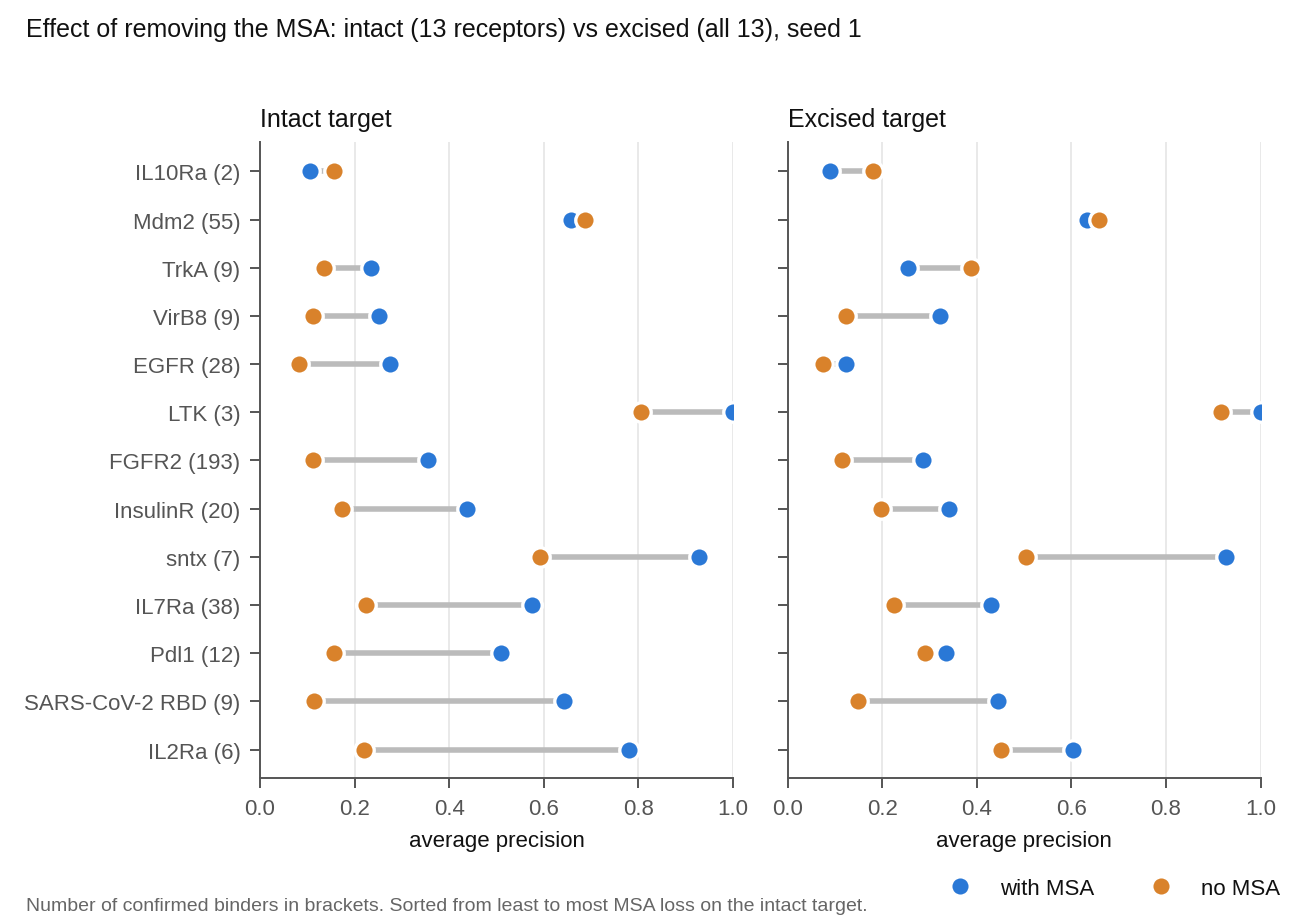 Effect of removing the MSA: intact (13 receptors) vs excised (all 13), seed 1
Intact target
Excised target
IL10Ra (2)
Mdm2 (55)
TrkA (9)
VirB8 (9)
EGFR (28)
LTK (3)
FGFR2 (193)
InsulinR (20)
sntx (7)
IL7Ra (38)
Pdl1 (12)
SARS-CoV-2 RBD (9)
IL2Ra (6)
0.0 0.2 0.4 0.6 0.8 1.0
0.0 0.2 0.4 0.6 0.8 1.0
average precision
average precision
with MSA
no MSA
Number of confirmed binders in brackets. Sorted from least to most MSA loss on the intact target.